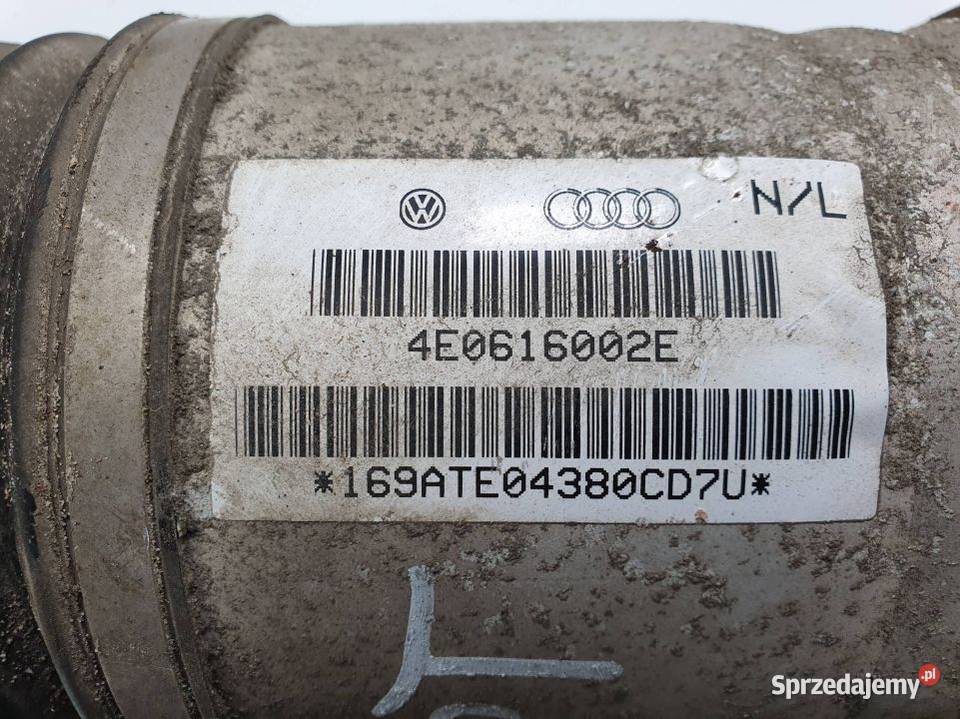 N/L
4E0616002E
*169ATE04380CD7U*
Sprzedajemy.pl